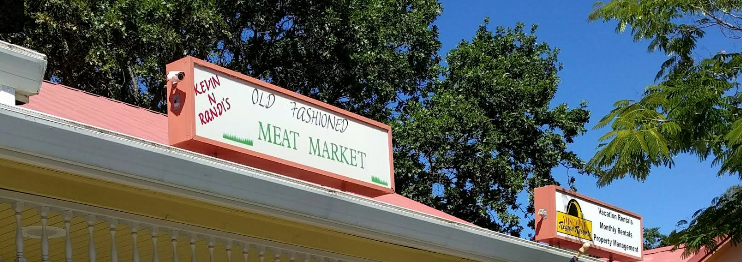 KEVIN
N
RANDI'S
OLD FASHIONED
MEAT MARKET
Vacation Rentals
Monthly Rentals
Property Management